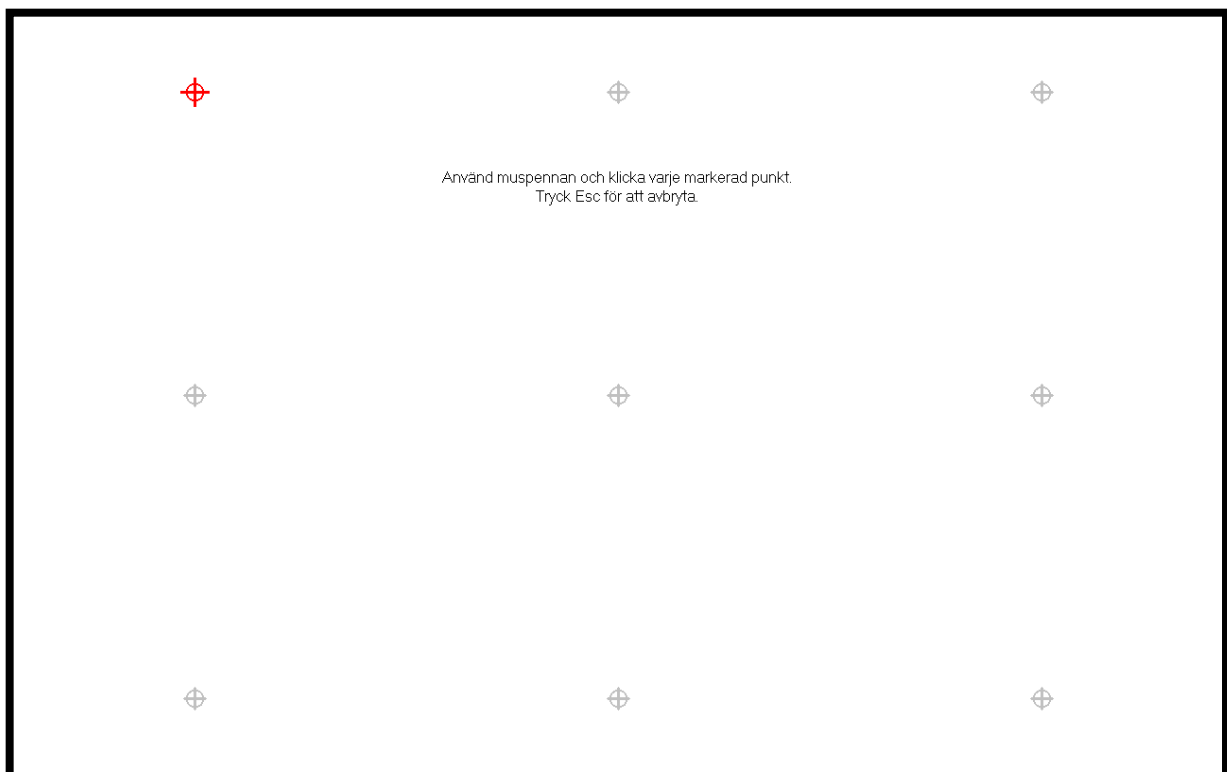 Använd muspennan och klicka varje markerad punkt.
Tryck Esc för att avbryta.